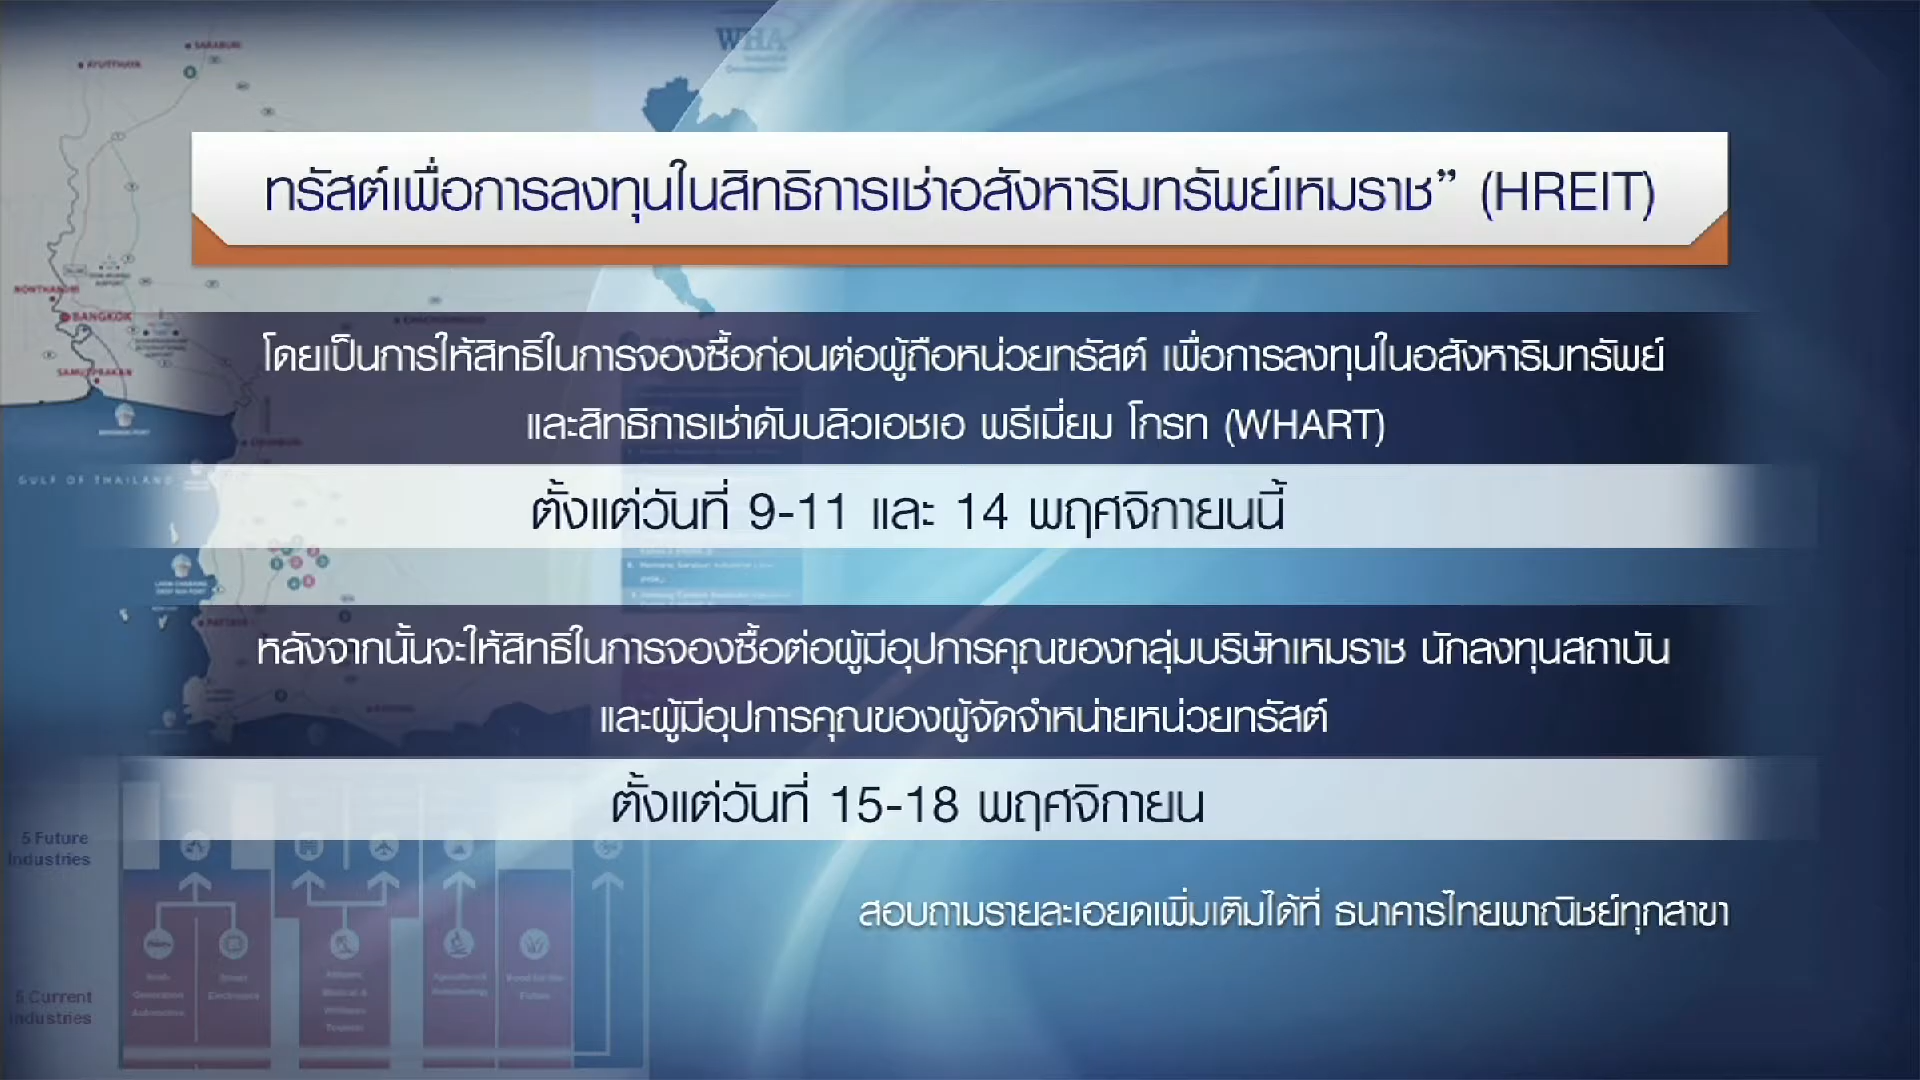 ทรัสต์เพื่อการลงทุนในสิทธิการเช่าอสังหาริมทรัพย์เหมราช” (HREIT)
โดยเป็นการให้สิทธิในการจองซื้อก่อนต่อผู้ถือหน่วยทรัสต์ เพื่อการลงทุนในอสังหาริมทรัพย์
และสิทธิการเช่าดับบลิวเอชเอ พรีเมี่ยม โกรท (WHART)
ตั้งแต่วันที่ 9-11 และ 14 พฤศจิกายนนี้
หลังจากนั้นจะให้สิทธิในการจองซื้อต่อผู้มีอุปการคุณของกลุ่มบริษัทเหมราช นักลงทุนสถาบัน
และผู้มีอุปการคุณของผู้จัดจำหน่ายหน่วยทรัสต์
ตั้งแต่วันที่ 15-18 พฤศจิกายน
สอบถามรายละเอยดเพิ่มเติมได้ที่ ธนาคารไทยพาณิชย์ทุกสาขา
WHA
SARABURI
AYUTTHAYA
BANGKOK
GULF OF THAILAND
5 Future
Industries
5 Current
Industries